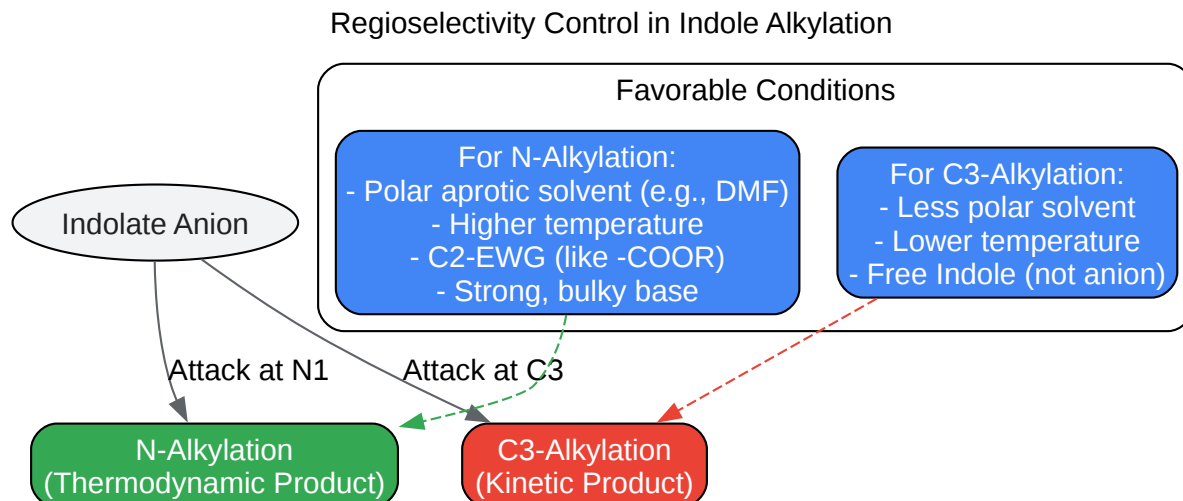 Regioselectivity Control in Indole Alkylation
Favorable Conditions
For N-Alkylation:
- Polar aprotic solvent (e.g., DMF)
- Higher temperature
- C2-EWG (like -COOR)
- Strong, bulky base
For C3-Alkylation:
- Less polar solvent
- Lower temperature
- Free Indole (not anion)
Indolate Anion
Attack at N1
Attack at C3
N-Alkylation
(Thermodynamic Product)
C3-Alkylation
(Kinetic Product)